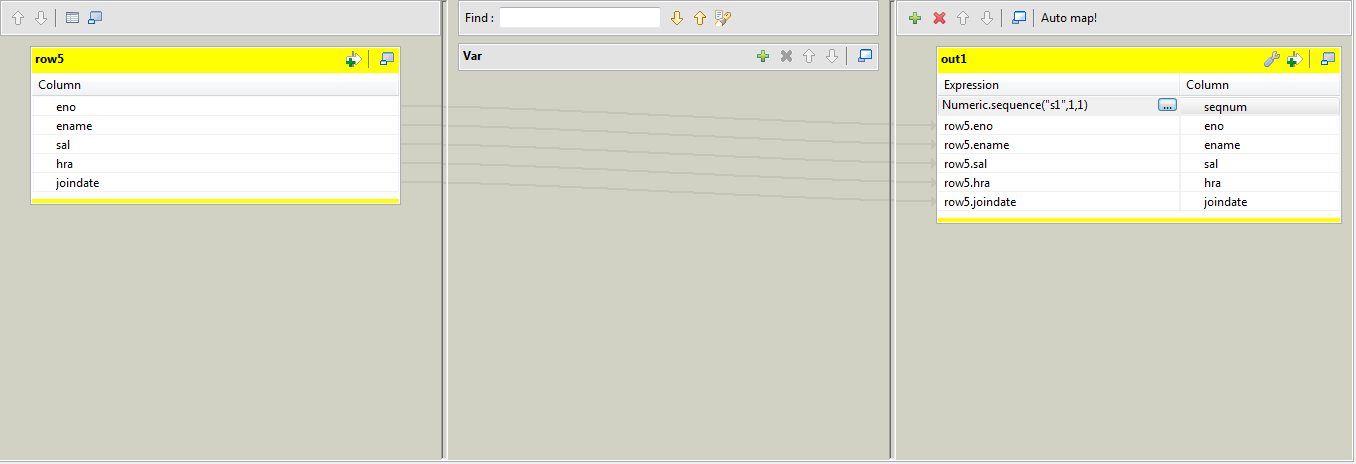 Find :
Auto map!
row5
Column
eno
ename
sal
hra
joindate
Var
out1
Expression Column
Numeric.sequence("s1",1,1) ... seqnum
row5.eno eno
row5.ename ename
row5.sal sal
row5.hra hra
row5.joindate joindate